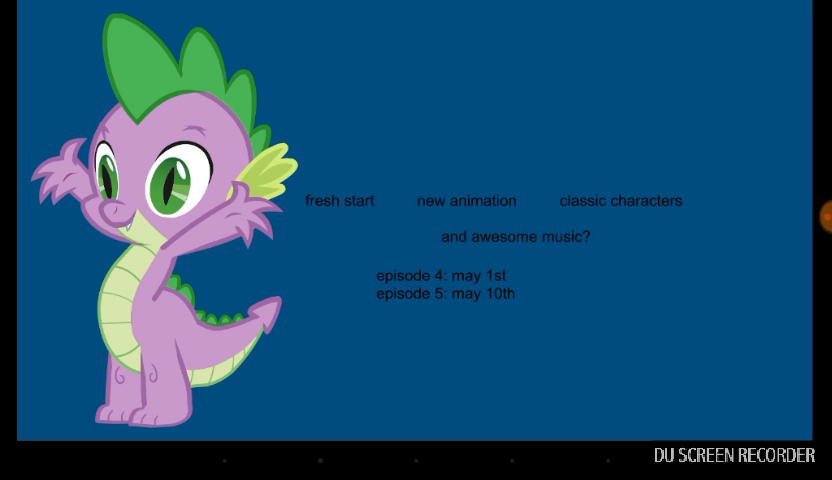 fresh start new animation classic characters
and awesome music?
episode 4: may 1st
episode 5: may 10th
DU SCREEN RECORDER